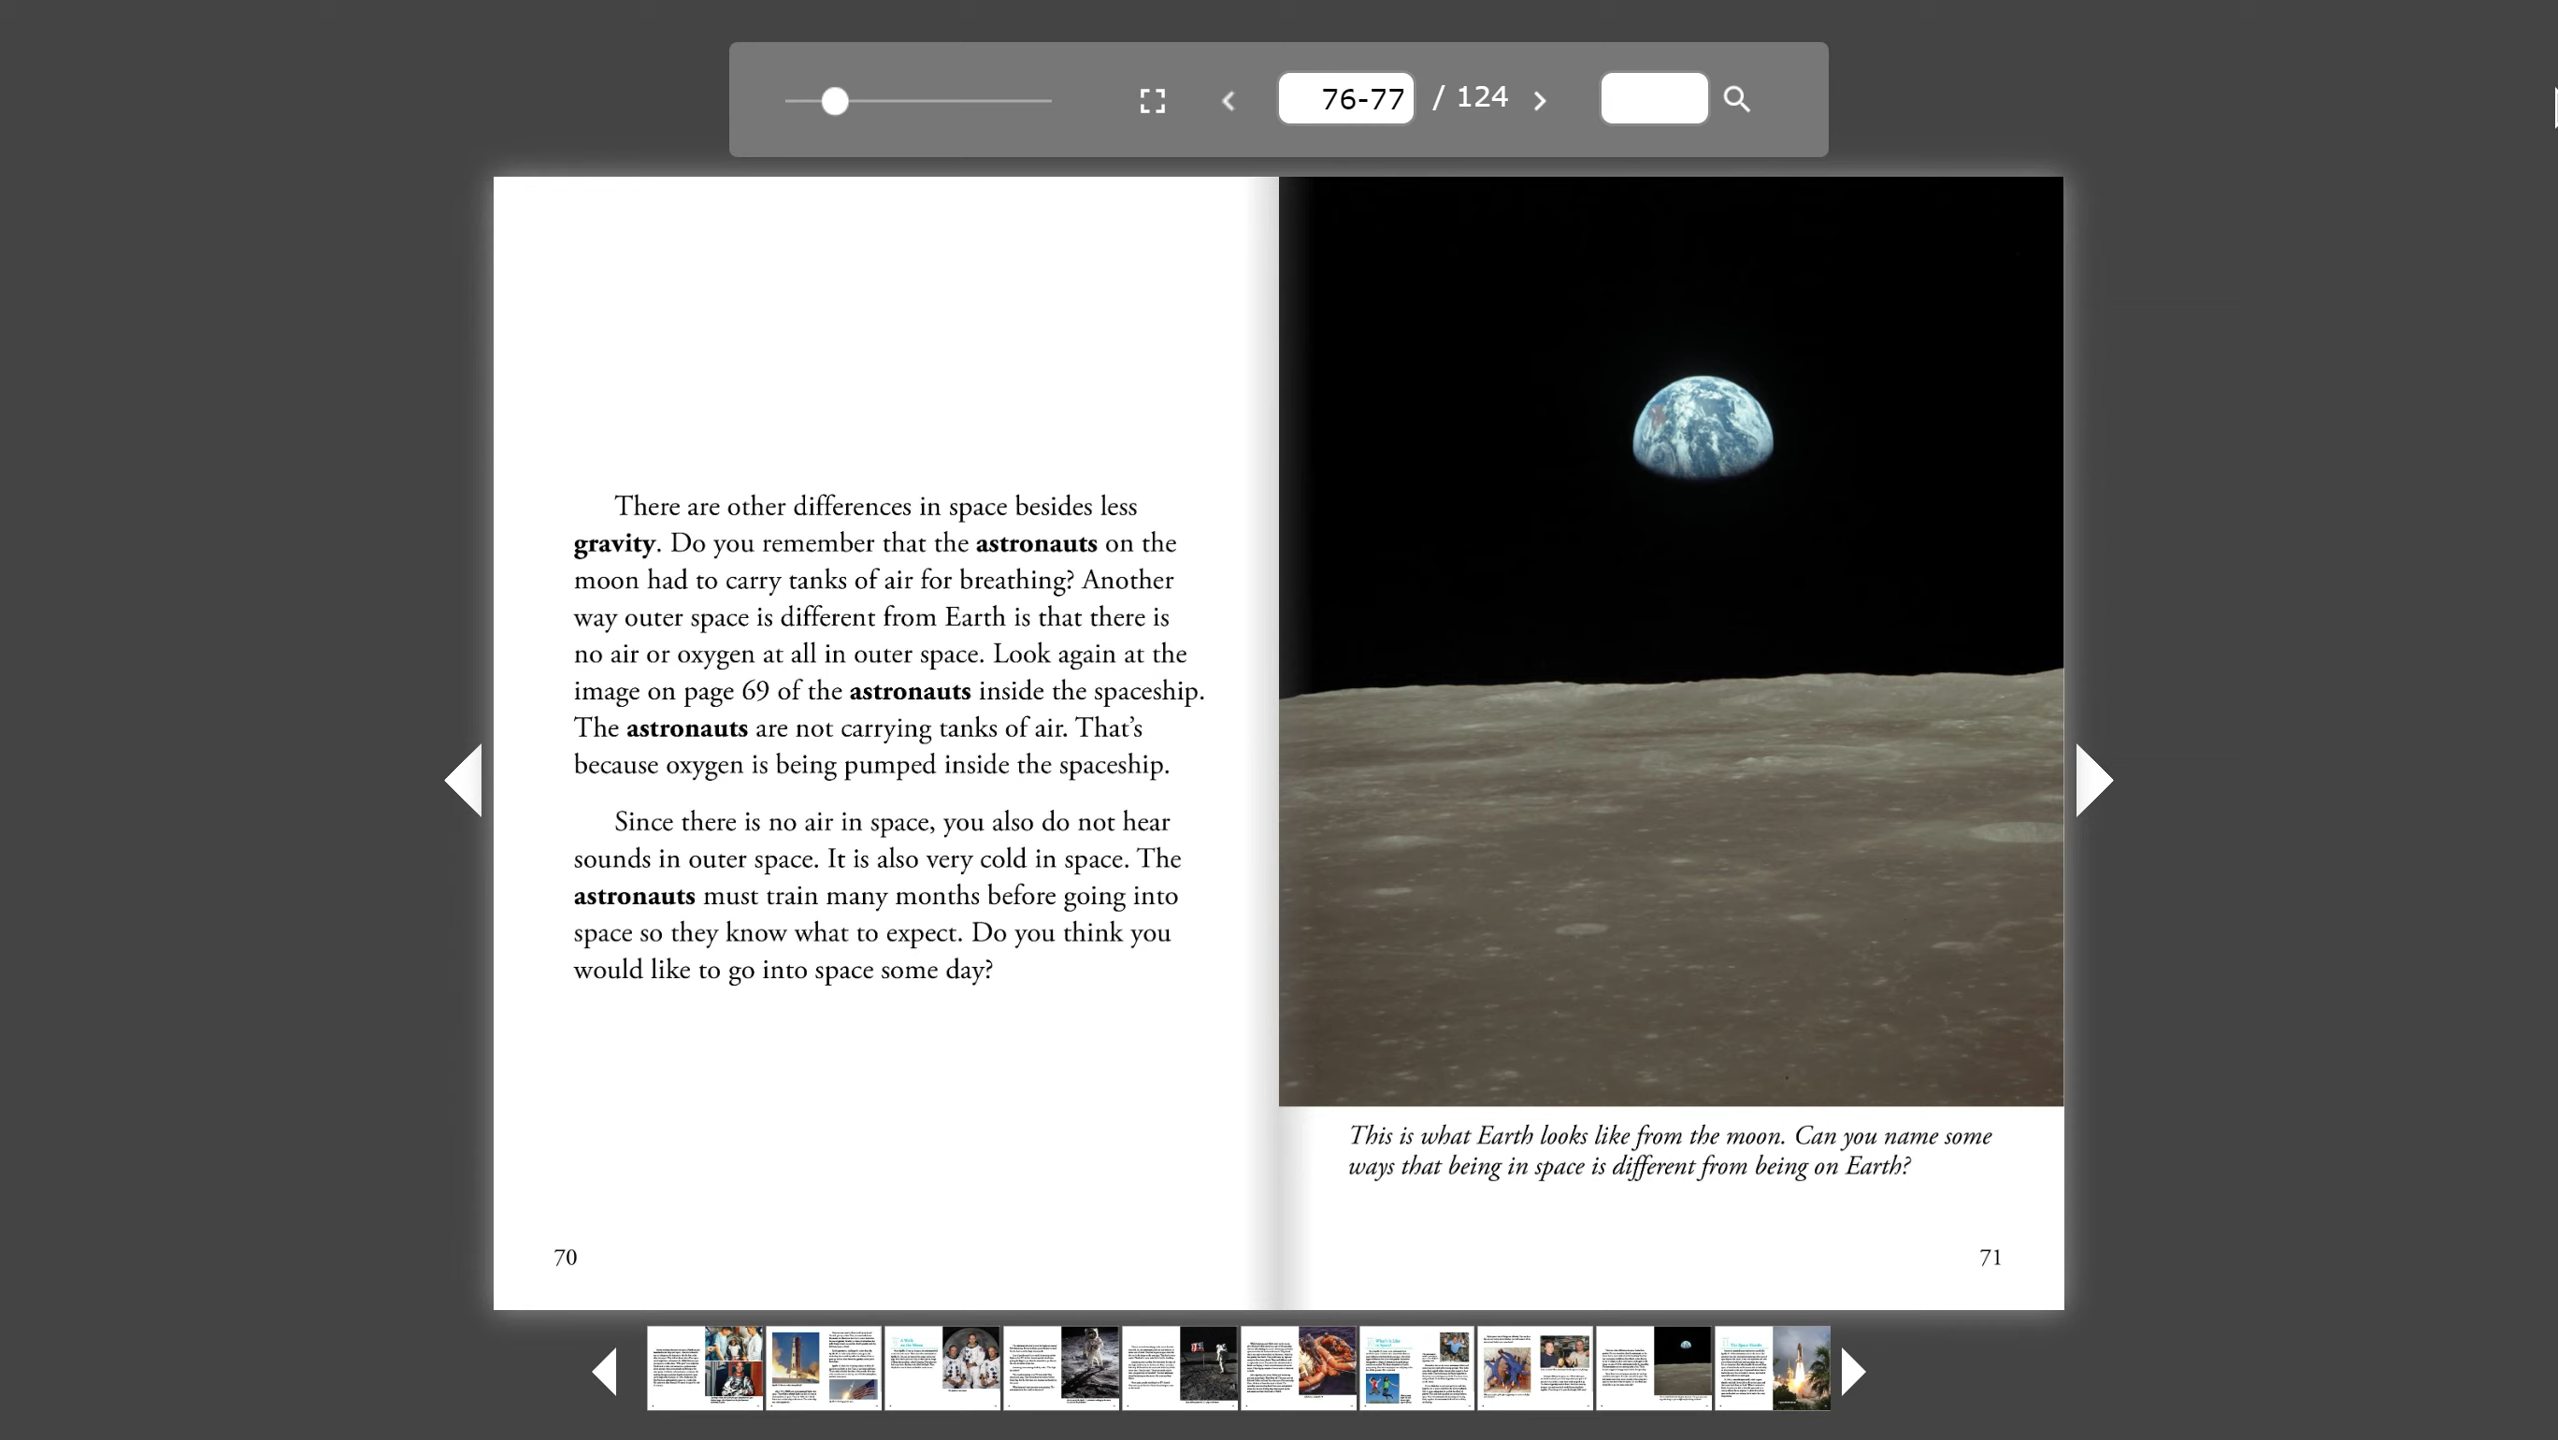 76-77 / 124
There are other differences in space besides less
gravity. Do you remember that the astronauts on the
moon had to carry tanks of air for breathing? Another
way outer space is different from Earth is that there is
no air or oxygen at all in outer space. Look again at the
image on page 69 of the astronauts inside the spaceship.
The astronauts are not carrying tanks of air. That’s
because oxygen is being pumped inside the spaceship.
Since there is no air in space, you also do not hear
sounds in outer space. It is also very cold in space. The
astronauts must train many months before going into
space so they know what to expect. Do you think you
would like to go into space some day?
70
This is what Earth looks like from the moon. Can you name some
ways that being in space is different from being on Earth?
71